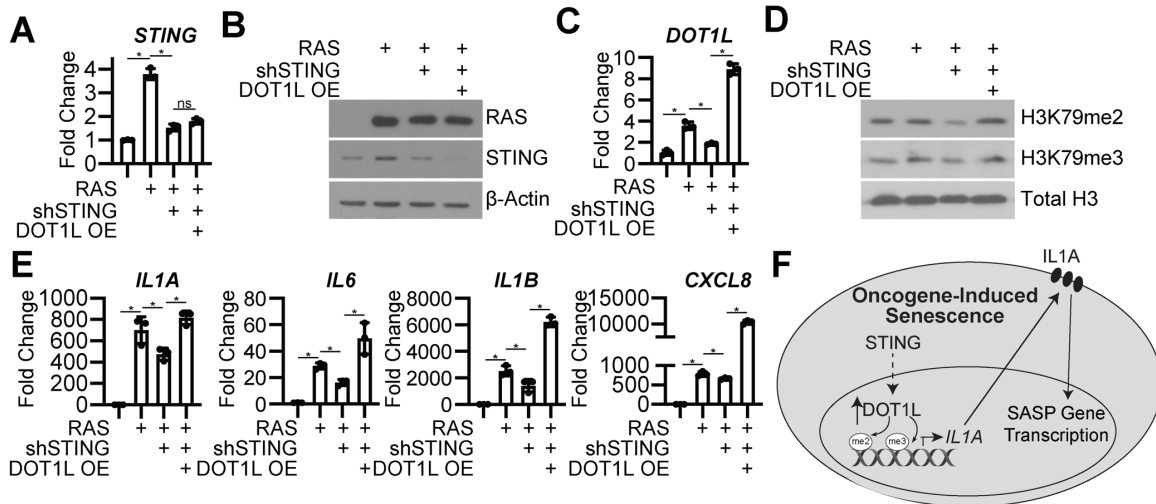 A
STING
Fold Change
4
3
2
1
0
*
*
ns
RAS + + +
shSTING + +
DOT1L OE +
B
RAS + + +
shSTING + +
DOT1L OE +
RAS
STING
β-Actin
C
DOT1L
Fold Change
10
8
6
4
2
0
*
*
*
RAS + + +
shSTING + +
DOT1L OE +
D
RAS + + +
shSTING + +
DOT1L OE +
H3K79me2
H3K79me3
Total H3
E
IL1A
Fold Change
1000
800
600
400
200
0
*
*
*
RAS + + +
shSTING + +
DOT1L OE +
IL6
Fold Change
60
40
20
0
*
*
*
RAS + + +
shSTING + +
DOT1L OE +
IL1B
Fold Change
8000
6000
4000
2000
0
*
*
*
RAS + + +
shSTING + +
DOT1L OE +
CXCL8
Fold Change
15000
10000
5000
1000
500
0
*
*
*
RAS + + +
shSTING + +
DOT1L OE +
F
IL1A
Oncogene-Induced
Senescence
STING
DOT1L
me2 me3
IL1A
SASP Gene
Transcription